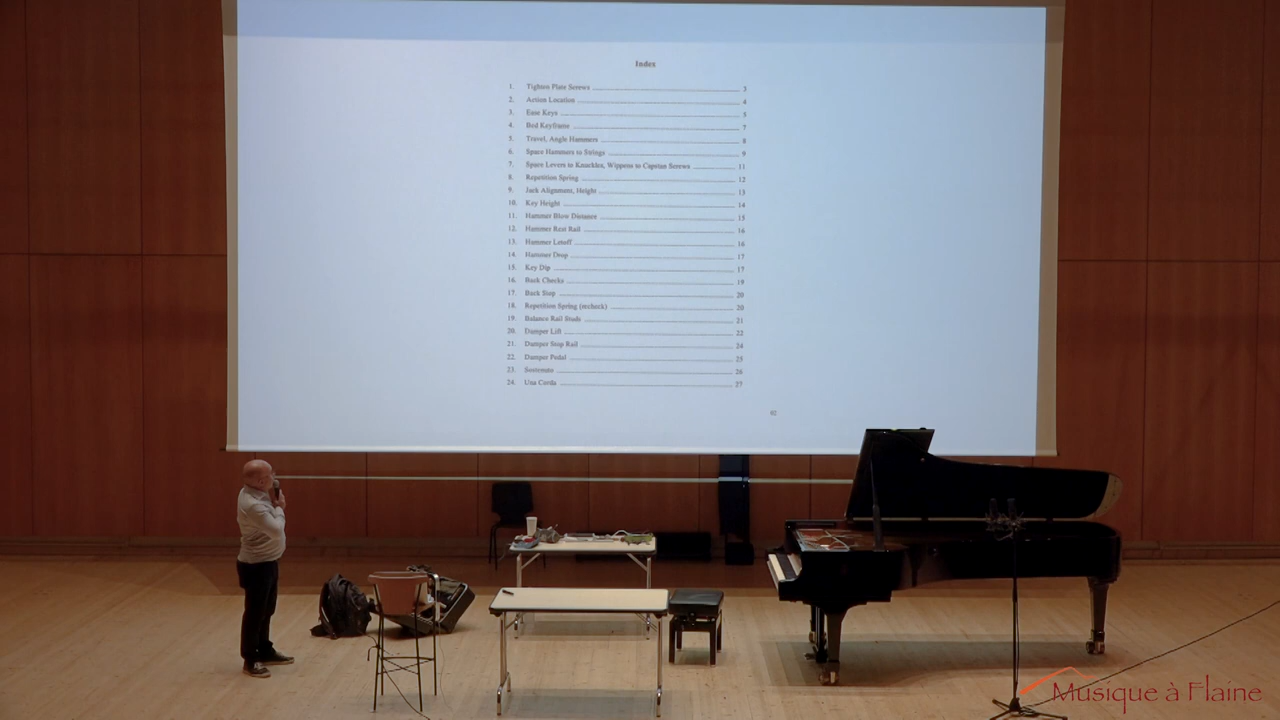 Index
1. Tighten Plate Screws 3
2. Action Location 4
3. Ease Keys 5
4. Bed Keyframe 7
5. Travel, Angle Hammers 8
6. Space Hammers to Strings 9
7. Space Levers to Knuckles, Wippens to Capstan Screws 11
8. Repetition Spring 12
9. Jack Alignment, Height 13
10. Key Height 14
11. Hammer Blow Distance 15
12. Hammer Rest Rail 16
13. Hammer Letoff 16
14. Hammer Drop 17
15. Key Dip 17
16. Back Checks 19
17. Back Stop 20
18. Repetition Spring (recheck) 20
19. Balance Rail Studs 21
20. Damper Lift 22
21. Damper Stop Rail 24
22. Damper Pedal 25
23. Sostenuto 26
24. Una Corda 27
Musique à Flaine